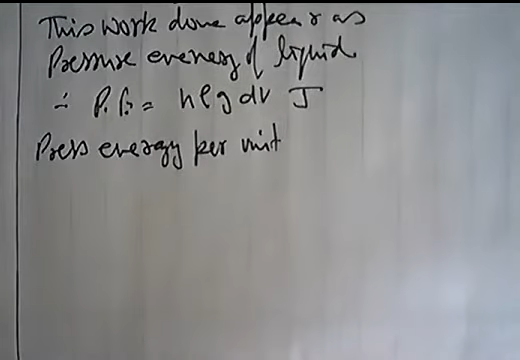 This work done appears as
Pressure energy of liquid
∴ P.E. = hρg dv J
Press energy per unit